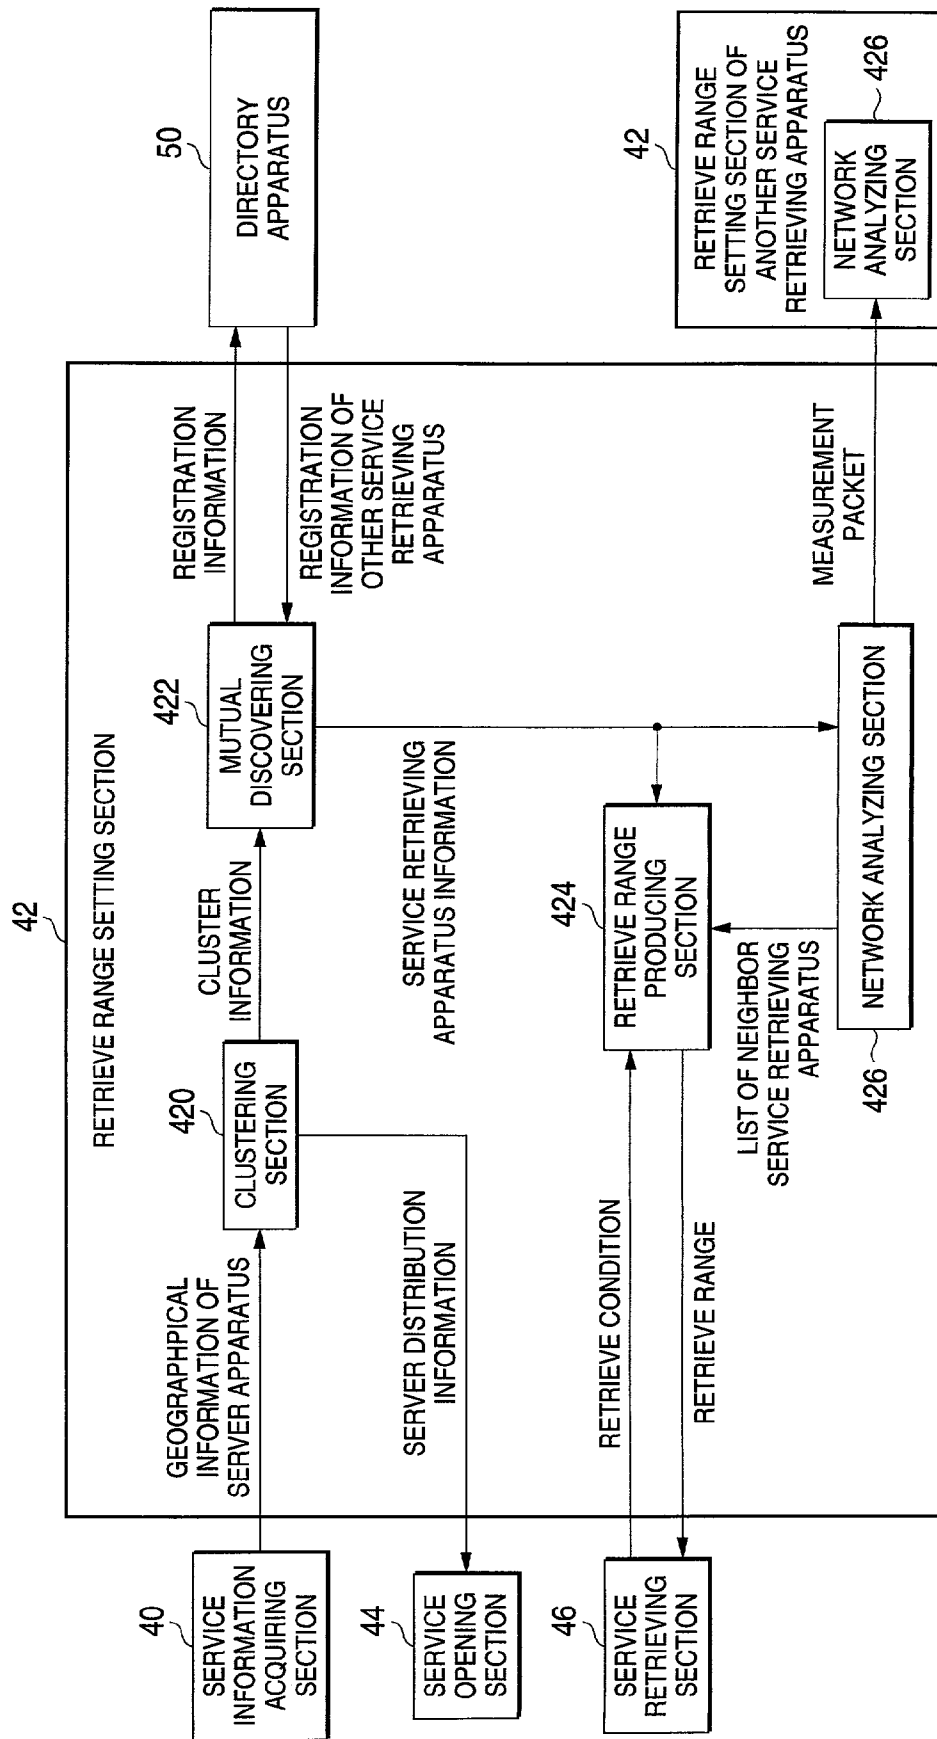 42
RETRIEVE RANGE SETTING SECTION
40
SERVICE
INFORMATION
ACQUIRING
SECTION
GEOGRAPHPICAL
INFORMATION OF
SERVER APPARATUS
420
CLUSTERING
SECTION
CLUSTER
INFORMATION
422
MUTUAL
DISCOVERING
SECTION
REGISTRATION
INFORMATION
REGISTRATION
INFORMATION OF
OTHER SERVICE
RETRIEVING
APPARATUS
50
DIRECTORY
APPARATUS
44
SERVICE
OPENING
SECTION
SERVER DISTRIBUTION
INFORMATION
SERVICE RETRIEVING
APPARATUS INFORMATION
46
SERVICE
RETRIEVING
SECTION
RETRIEVE CONDITION
RETRIEVE RANGE
424
RETRIEVE RANGE
PRODUCING
SECTION
LIST OF NEIGHBOR
SERVICE RETRIEVING
APPARATUS
426
NETWORK ANALYZING SECTION
MEASUREMENT
PACKET
42
RETRIEVE RANGE
SETTING SECTION OF
ANOTHER SERVICE
RETRIEVING APPARATUS
426
NETWORK
ANALYZING
SECTION